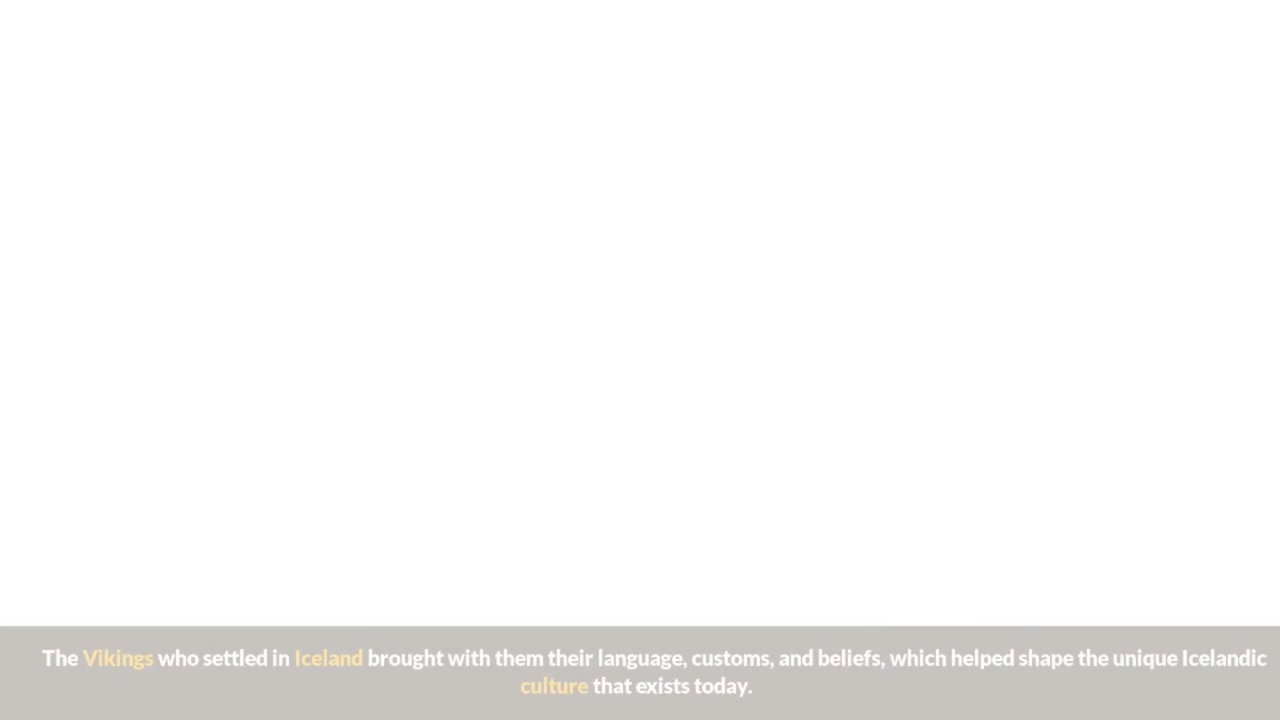 The Vikings who settled in Iceland brought with them their language, customs, and beliefs, which helped shape the unique Icelandic
culture that exists today.